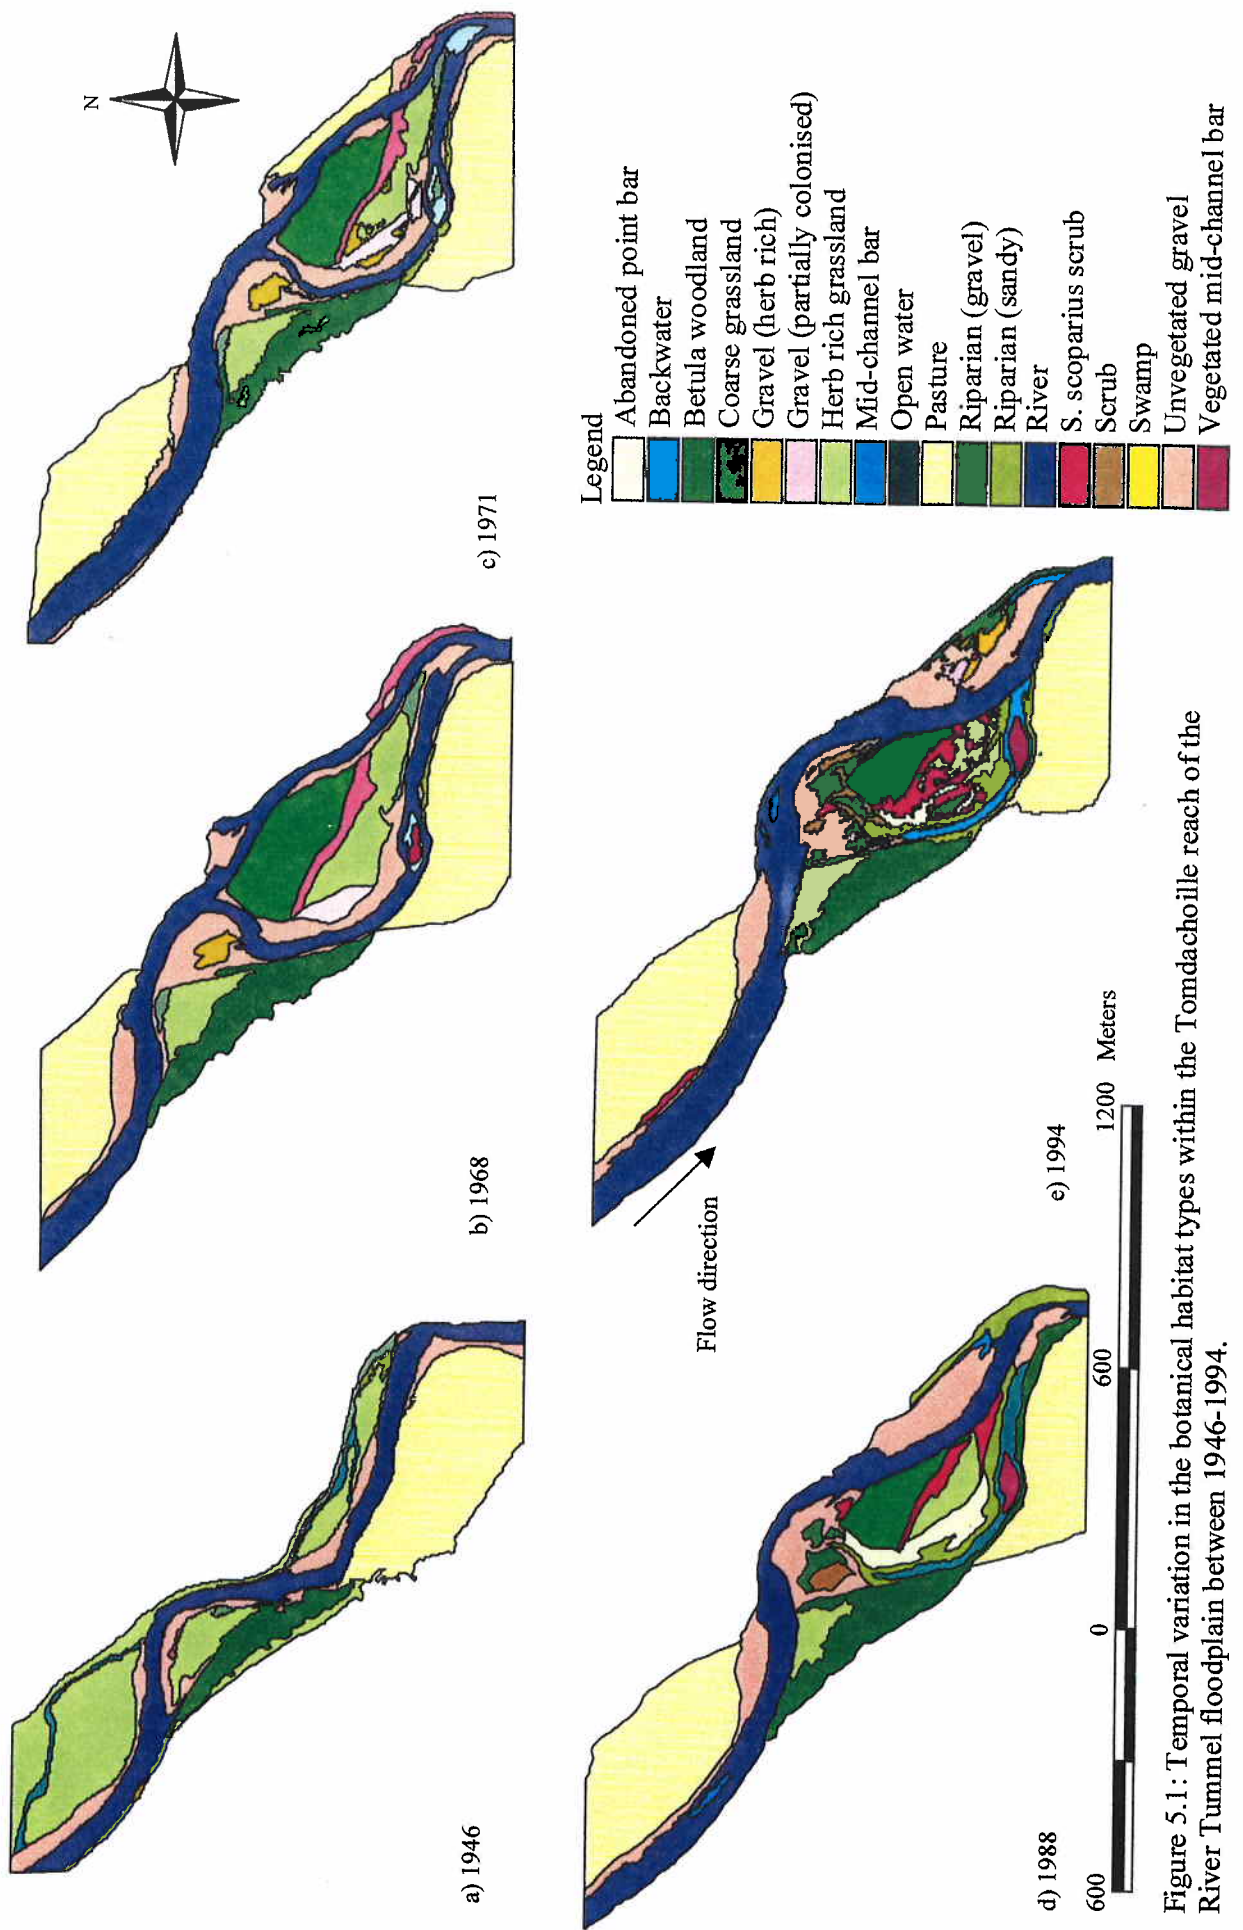 N
a) 1946
b) 1968
c) 1971
d) 1988
e) 1994
Flow direction
600 0 600 1200 Meters
Legend
Abandoned point bar
Backwater
Betula woodland
Coarse grassland
Gravel (herb rich)
Gravel (partially colonised)
Herb rich grassland
Mid-channel bar
Open water
Pasture
Riparian (gravel)
Riparian (sandy)
River
S. scoparius scrub
Scrub
Swamp
Unvegetated gravel
Vegetated mid-channel bar
Figure 5.1: Temporal variation in the botanical habitat types within the Tomdachoille reach of the
River Tummel floodplain between 1946-1994.